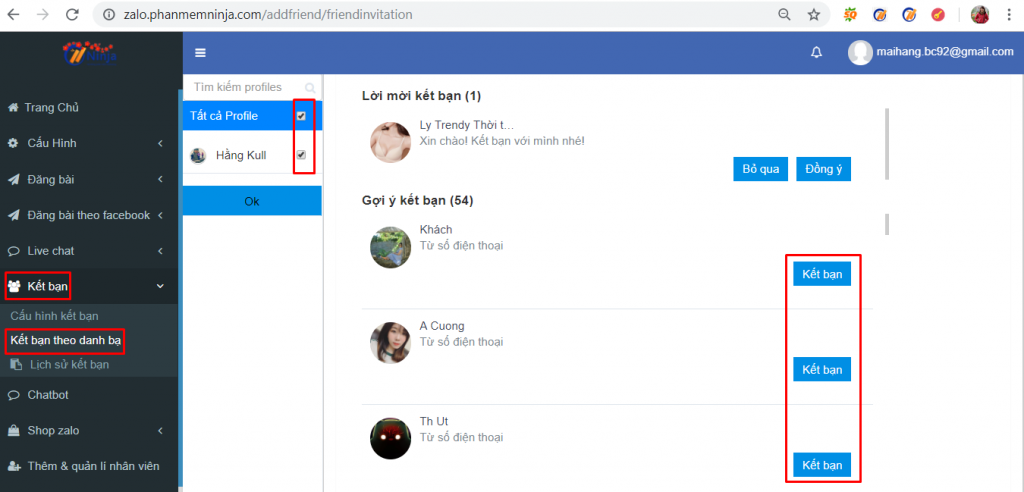 zalo.phanmemninja.com/addfriend/friendinvitation
SQ
ninja
maihang.bc92@gmail.com
Trang Chủ
Cấu Hình
Đăng bài
Đăng bài theo facebook
Live chat
Kết bạn
Cấu hình kết bạn
Kết bạn theo danh bạ
Lịch sử kết bạn
Chatbot
Shop zalo
Thêm & quản lí nhân viên
Tìm kiếm profiles
Tất cả Profile
Hằng Kull
Ok
Lời mời kết bạn (1)
Ly Trendy Thời t...
Xin chào! Kết bạn với mình nhé!
Bỏ qua
Đồng ý
Gợi ý kết bạn (54)
Khách
Từ số điện thoại
Kết bạn
A Cuong
Từ số điện thoại
Kết bạn
Th Ut
Từ số điện thoại
Kết bạn